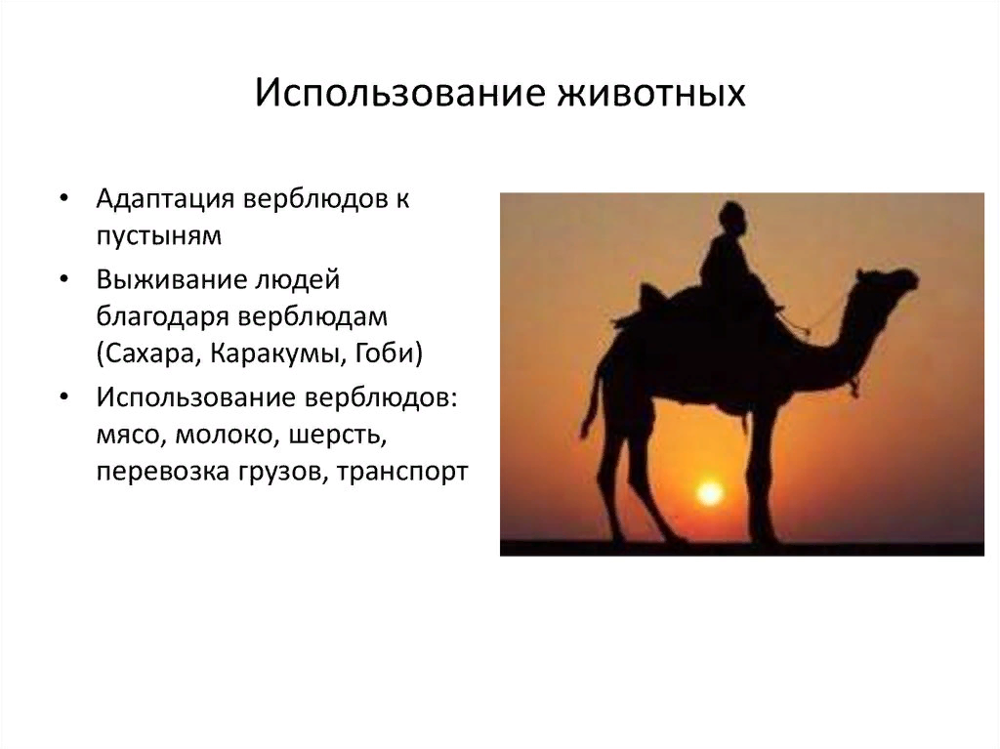 Использование животных
• Адаптация верблюдов к
пустыням
• Выживание людей
благодаря верблюдам
(Сахара, Каракумы, Гоби)
• Использование верблюдов:
мясо, молоко, шерсть,
перевозка грузов, транспорт